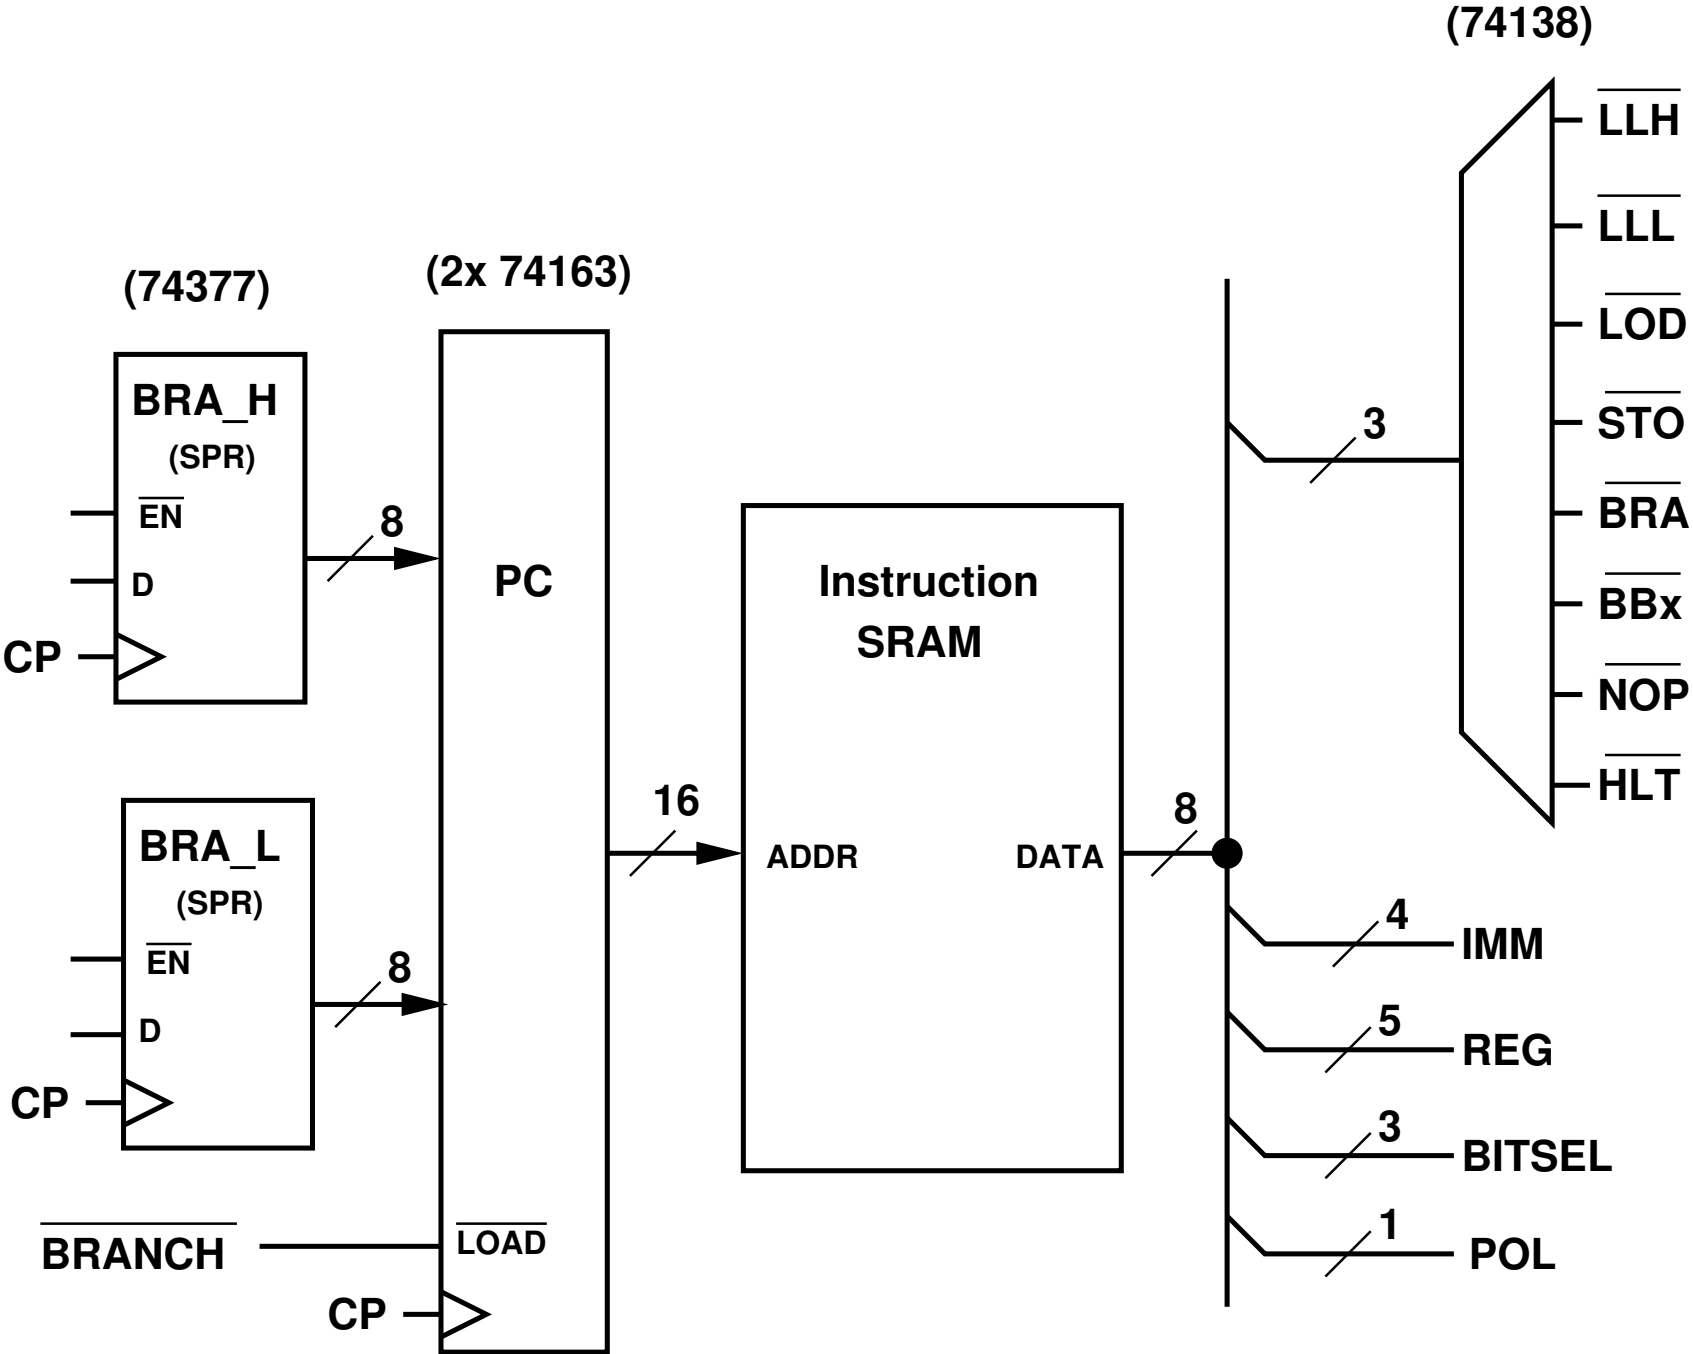 (74138)
LLH
LLL
(74377)
(2x 74163)
LOD
BRA_H
(SPR)
3
STO
EN
8
BRA
D
PC
Instruction
SRAM
BBx
CP
NOP
HLT
BRA_L
(SPR)
16
8
ADDR
DATA
4
IMM
EN
8
D
5
REG
CP
3
BITSEL
BRANCH
LOAD
1
POL
CP